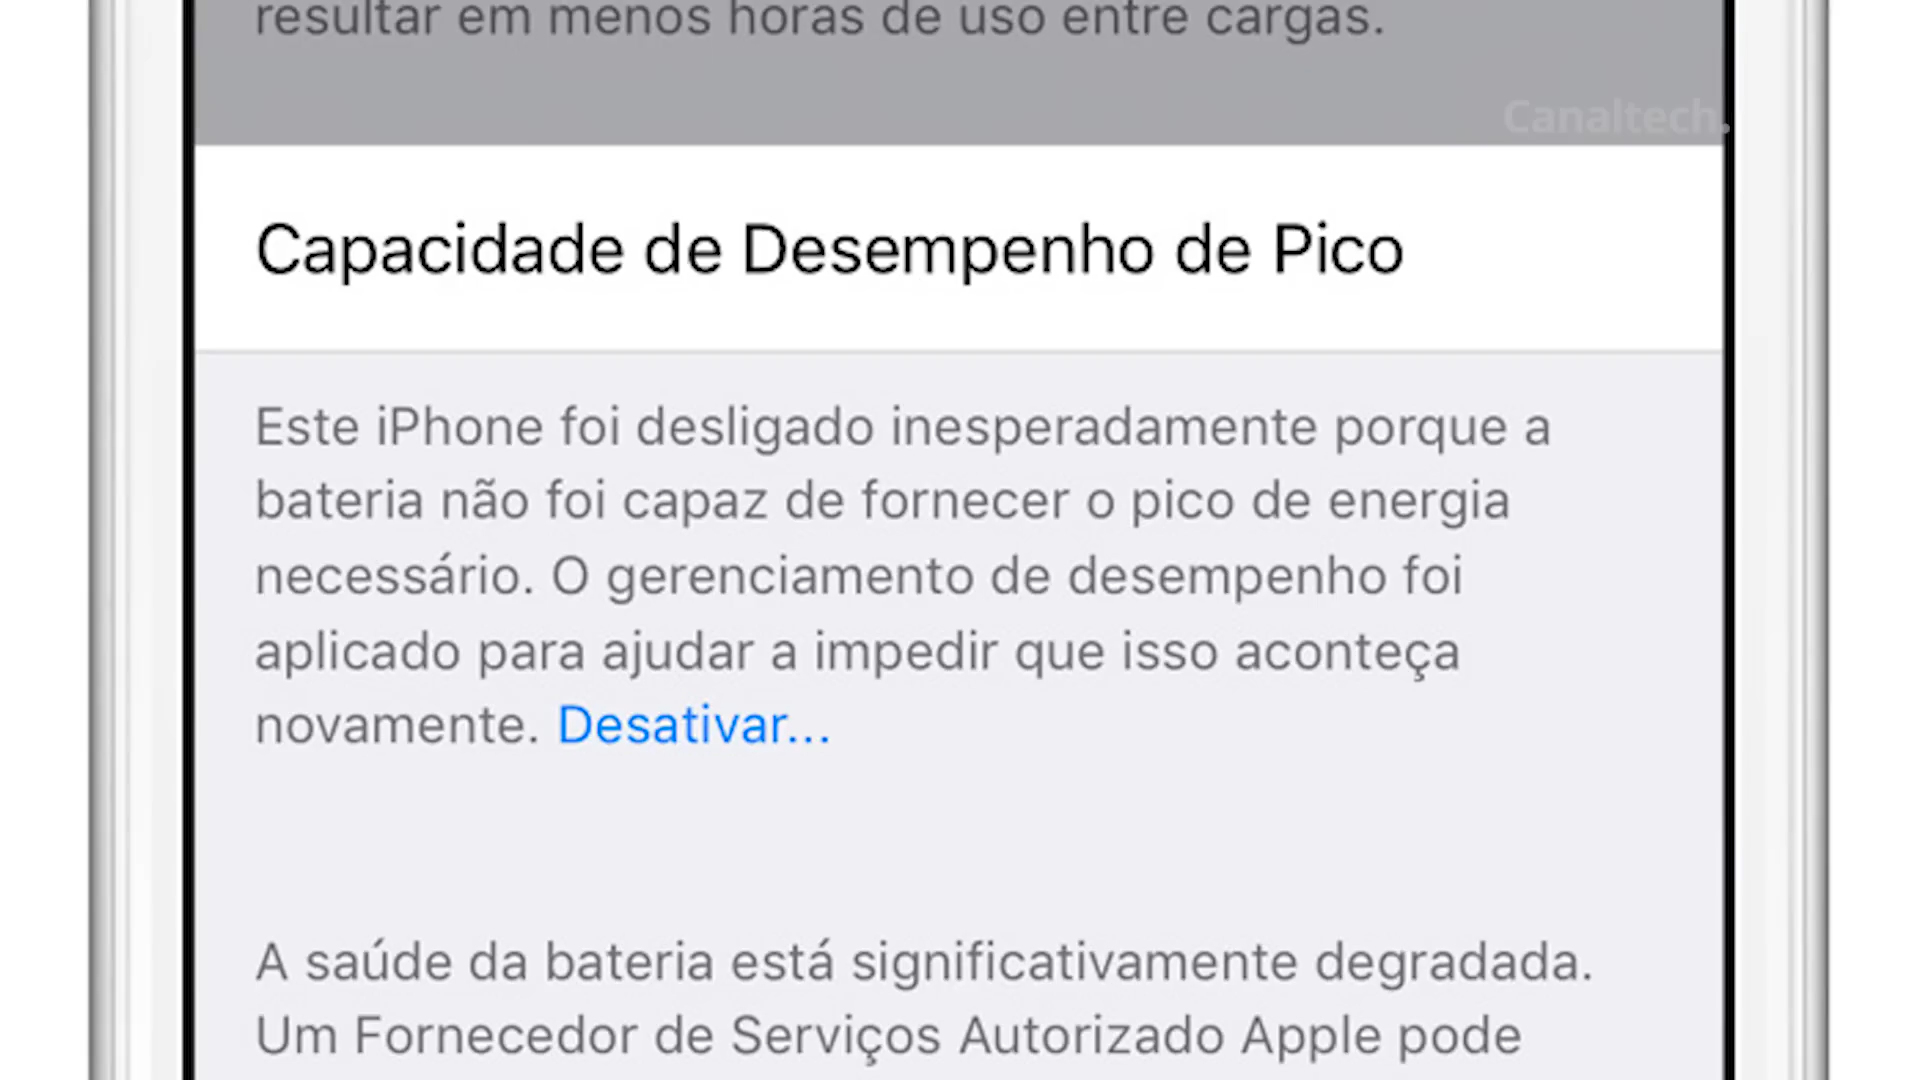 resultar em menos horas de uso entre cargas.
Canaltech.
Capacidade de Desempenho de Pico
Este iPhone foi desligado inesperadamente porque a
bateria não foi capaz de fornecer o pico de energia
necessário. O gerenciamento de desempenho foi
aplicado para ajudar a impedir que isso aconteça
novamente. Desativar...
A saúde da bateria está significativamente degradada.
Um Fornecedor de Serviços Autorizado Apple pode